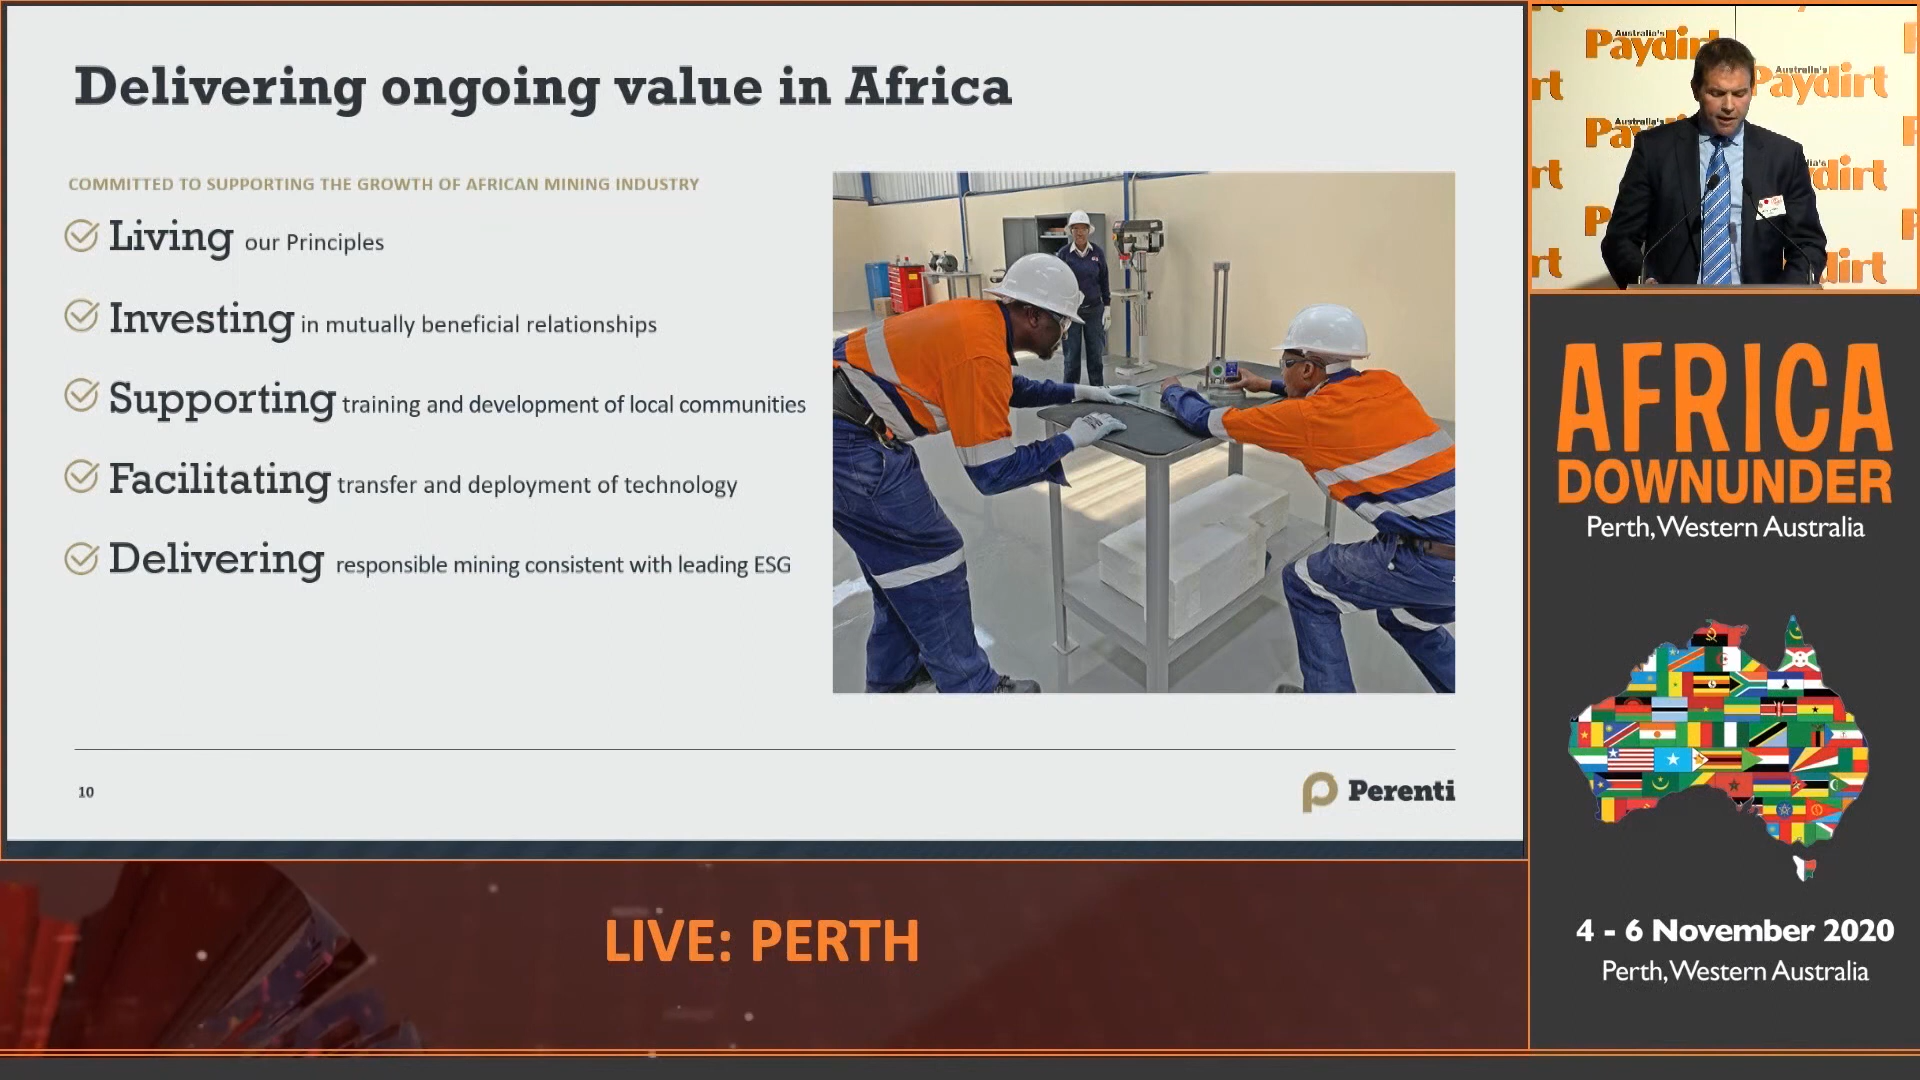 Delivering ongoing value in Africa
COMMITTED TO SUPPORTING THE GROWTH OF AFRICAN MINING INDUSTRY
Living our Principles
Investing in mutually beneficial relationships
Supporting training and development of local communities
Facilitating transfer and deployment of technology
Delivering responsible mining consistent with leading ESG
10
Perenti
LIVE: PERTH
Australia's
Paydirt
Australia's
Paydirt
Australia's
AFRICA
DOWNUNDER
Perth, Western Australia
4 - 6 November 2020
Perth, Western Australia